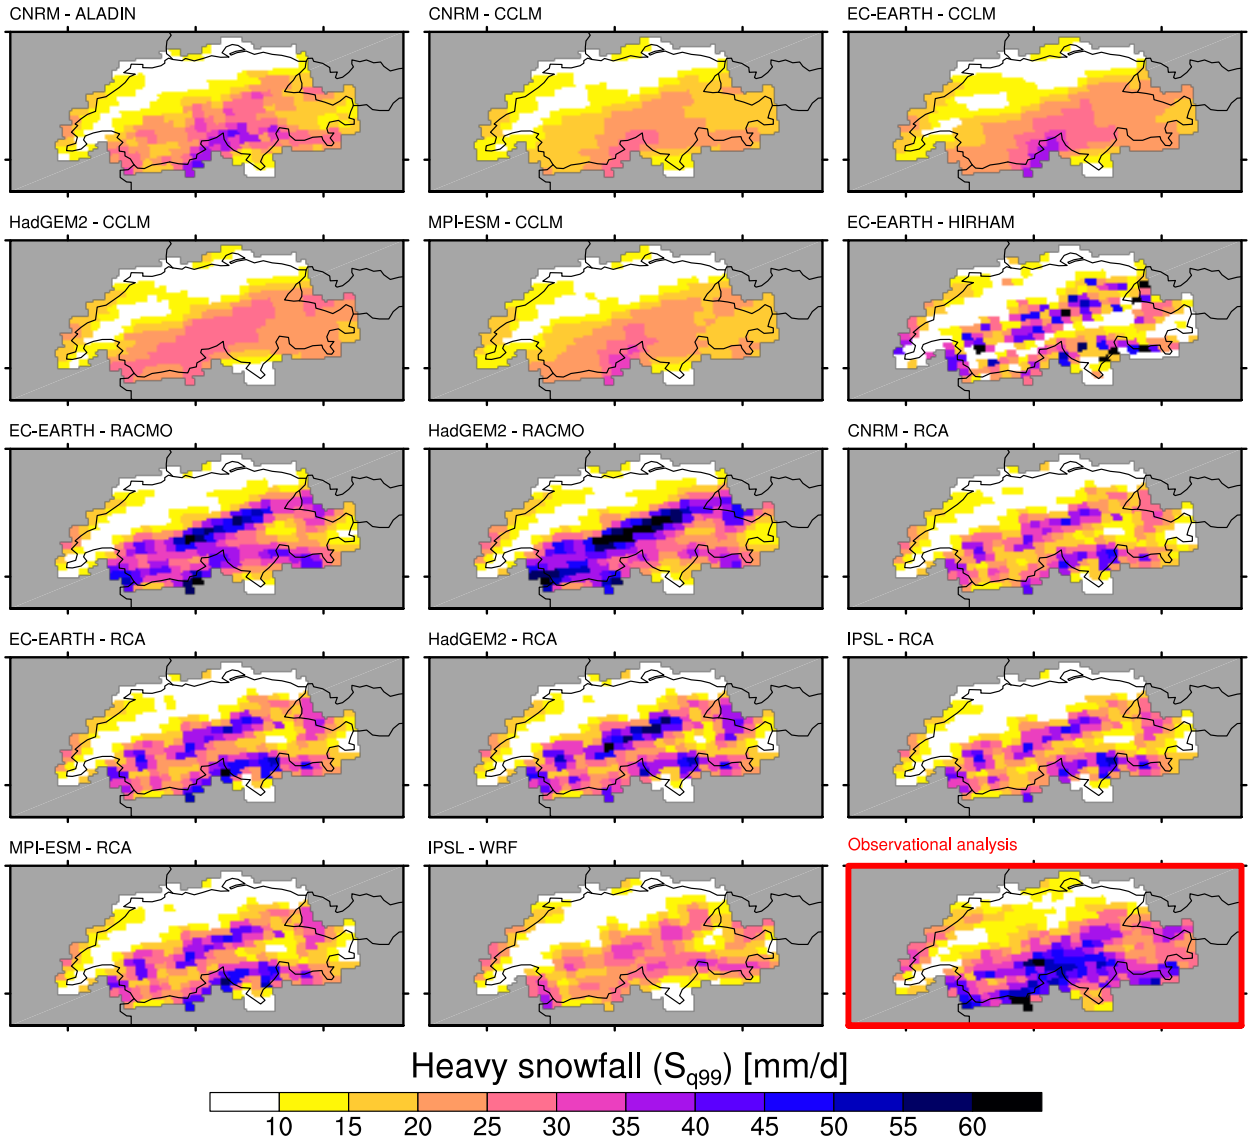 CNRM - ALADIN
CNRM - CCLM
EC-EARTH - CCLM
HadGEM2 - CCLM
MPI-ESM - CCLM
EC-EARTH - HIRHAM
EC-EARTH - RACMO
HadGEM2 - RACMO
CNRM - RCA
EC-EARTH - RCA
HadGEM2 - RCA
IPSL - RCA
MPI-ESM - RCA
IPSL - WRF
Observational analysis
Heavy snowfall (Sq99) [mm/d]
10 15 20 25 30 35 40 45 50 55 60